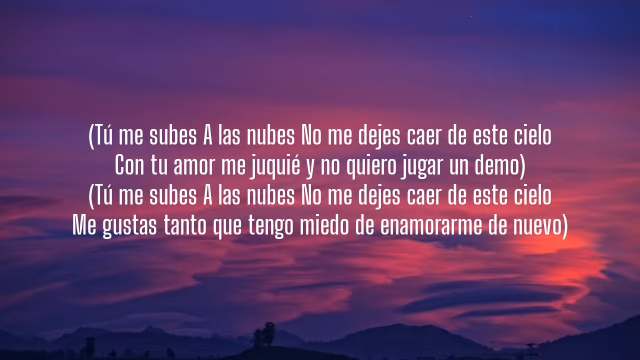 (Tú me subes A las nubes No me dejes caer de este cielo
Con tu amor me juquié y no quiero jugar un demo)
(Tú me subes A las nubes No me dejes caer de este cielo
Me gustas tanto que tengo miedo de enamorarme de nuevo)